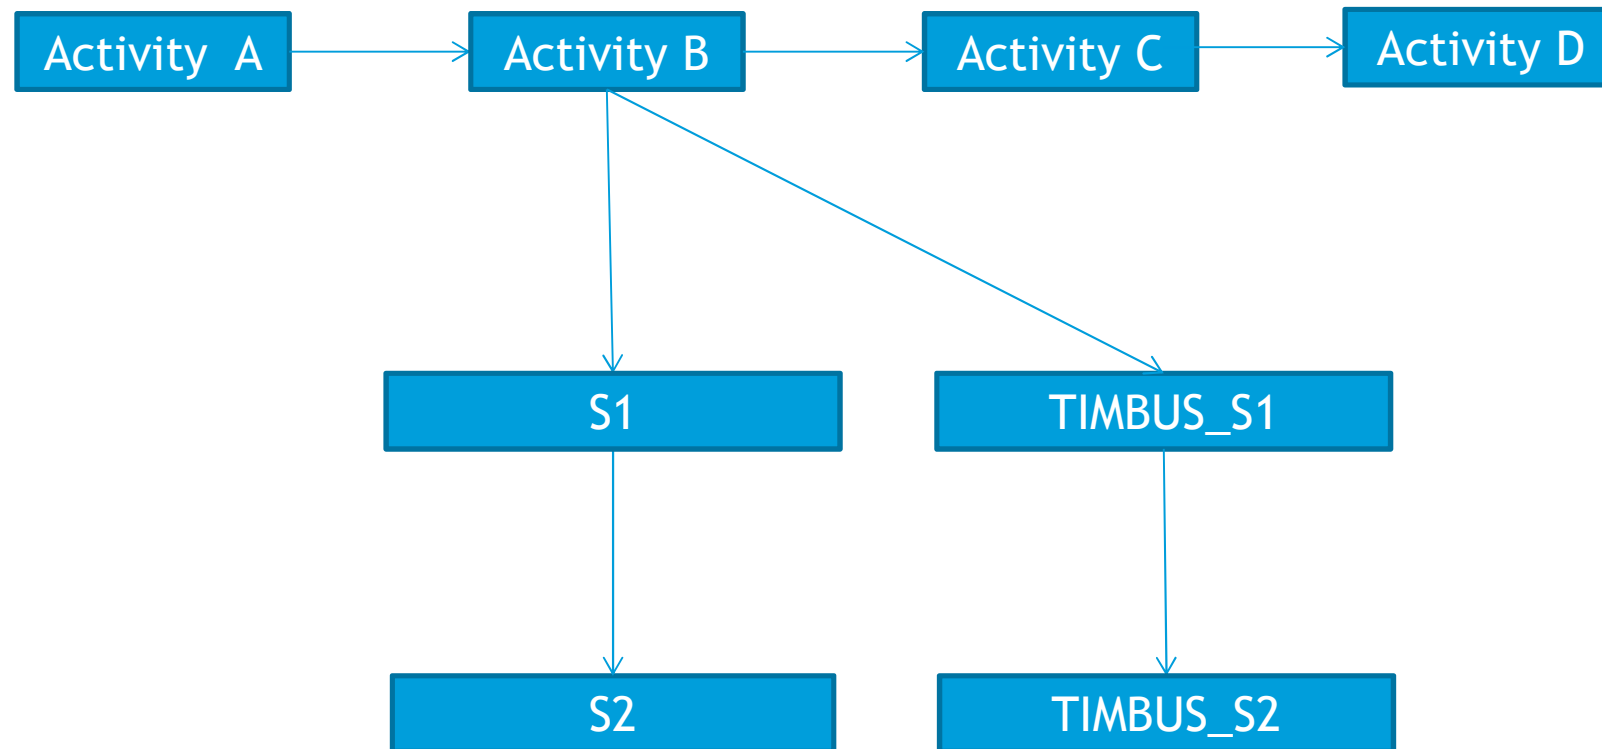 Activity  A
Activity B
Activity C
Activity D
S1
TIMBUS_S1
S2
TIMBUS_S2